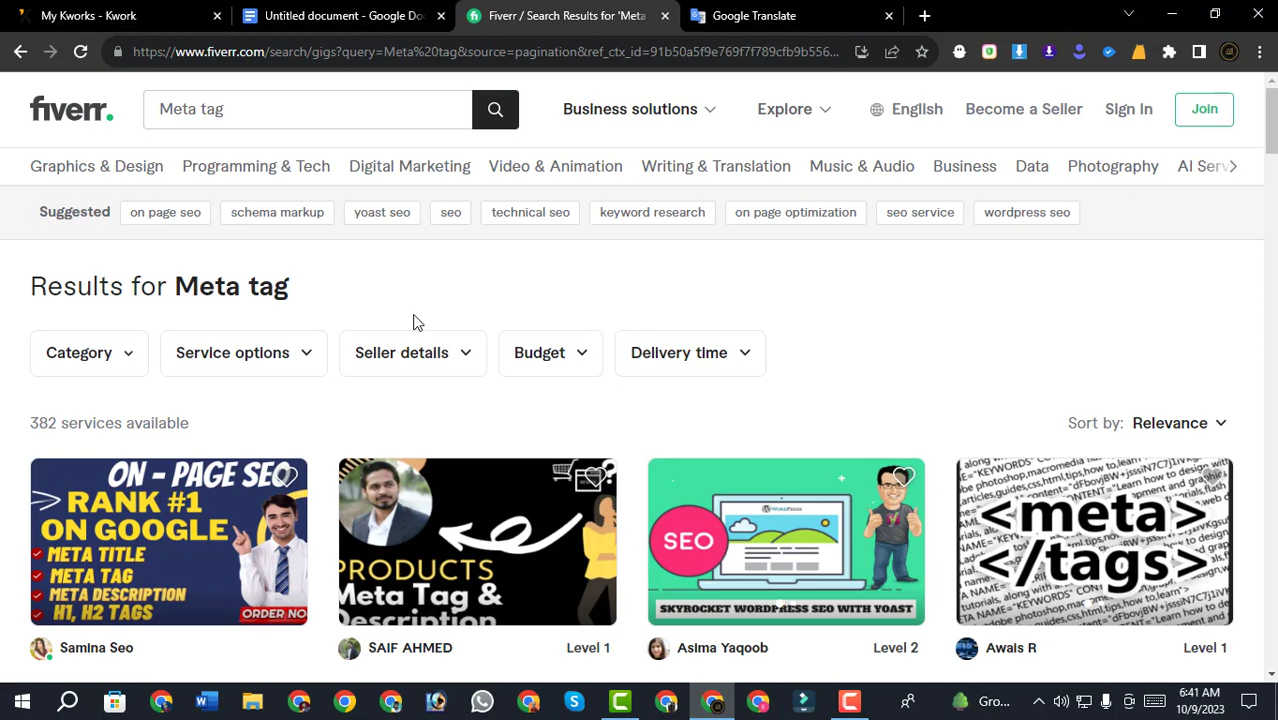 My Kworks - Kwork
Untitled document - Google Do
Fiverr / Search Results for 'Meta
Google Translate
https://www.fiverr.com/search/gigs?query=Meta%20tag&source=pagination&ref_ctx_id=91b50a5f9e769f7f789cfb9b556...
fiverr.
Meta tag
Business solutions
Explore
English
Become a Seller
Sign In
Join
Graphics & Design
Programming & Tech
Digital Marketing
Video & Animation
Writing & Translation
Music & Audio
Business
Data
Photography
AI Serv
Suggested
on page seo
schema markup
yoast seo
seo
technical seo
keyword research
on page optimization
seo service
wordpress seo
Results for Meta tag
Category
Service options
Seller details
Budget
Delivery time
382 services available
Sort by: Relevance
ON - PAGE SEO
RANK #1
ON GOOGLE
META TITLE
META TAG
META DESCRIPTION
H1, H2 TAGS
ORDER NO
PRODUCTS
Meta Tag &
Description
WordPress
SEO
SKYROCKET WORDPRESS SEO WITH YOAST
<meta>
</tags>
Samina Seo
SAIF AHMED
Level 1
Asima Yaqoob
Level 2
Awais R
Level 1
Gro...
6:41 AM
10/9/2023